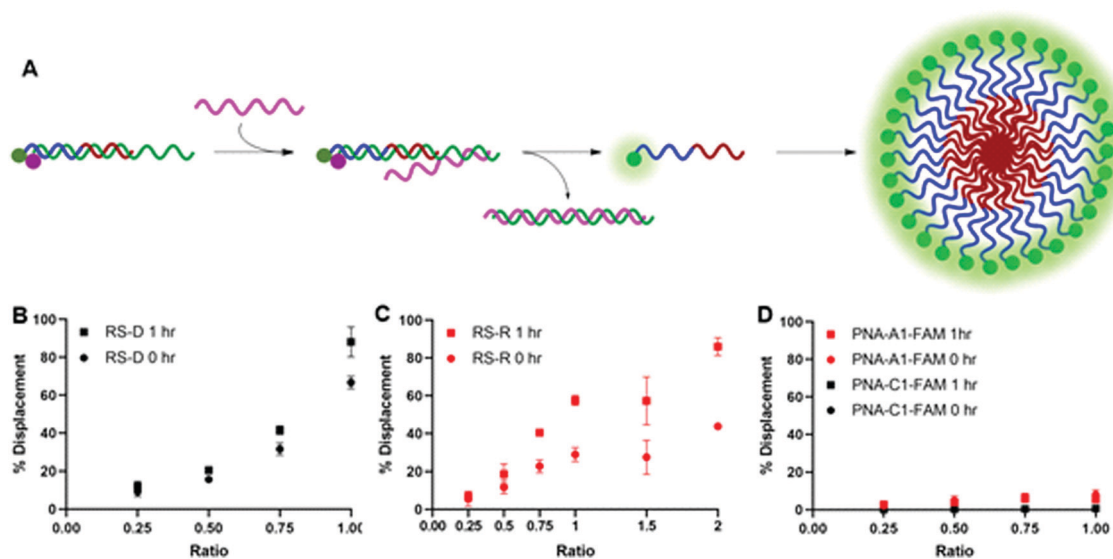 A
B
RS-D 1 hr
RS-D 0 hr
% Displacement
100
80
60
40
20
0
0.00 0.25 0.50 0.75 1.00
Ratio
C
RS-R 1 hr
RS-R 0 hr
% Displacement
100
80
60
40
20
0
0.00 0.25 0.5 0.75 1 1.5 2
Ratio
D
PNA-A1-FAM 1hr
PNA-A1-FAM 0 hr
PNA-C1-FAM 1 hr
PNA-C1-FAM 0 hr
% Displacement
100
80
60
40
20
0
0.00 0.25 0.50 0.75 1.00
Ratio